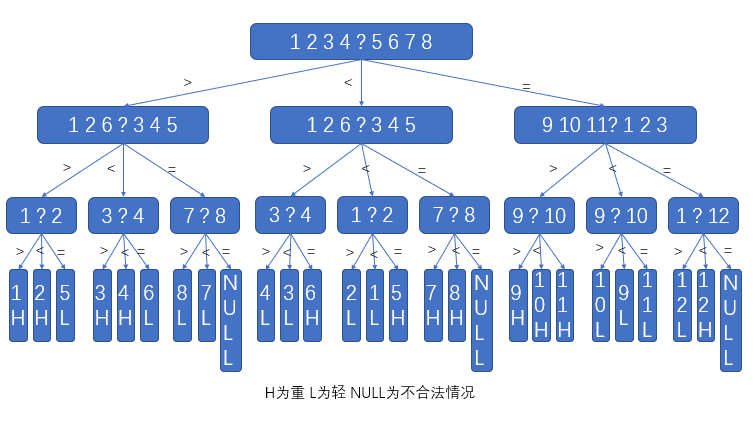 1 2 3 4 ? 5 6 7 8
> < =
1 2 6 ? 3 4 5 1 2 6 ? 3 4 5 9 10 11? 1 2 3
> < = > < = > < =
1 ? 2 3 ? 4 7 ? 8 3 ? 4 1 ? 2 7 ? 8 9 ? 10 9 ? 10 1 ? 12
> < = > < = > < = > < = > < = > < = > < = > < = > < =
1H 2H 5L 3H 4H 6L 8L 7L NULL 4L 3L 6H 2L 1L 5H 7H 8H NULL 9H 10H 11H 10L 9L 11L 12L 12H NULL
H为重 L为轻 NULL为不合法情况